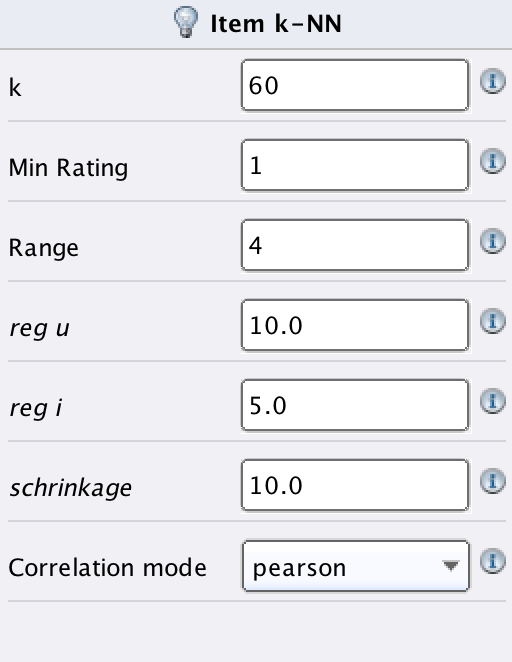 Item k-NN
k 60
Min Rating 1
Range 4
reg u 10.0
reg i 5.0
schrinkage 10.0
Correlation mode pearson